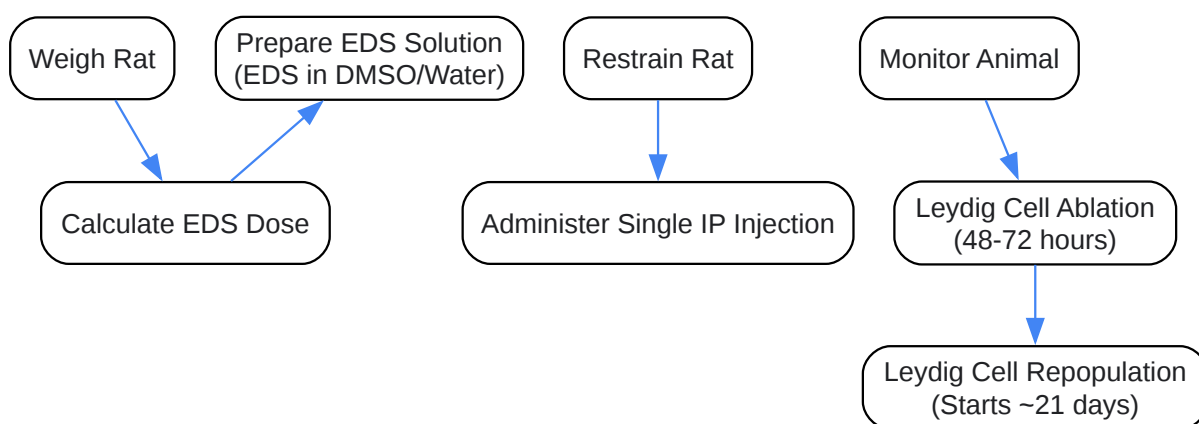 Weigh Rat
Prepare EDS Solution
(EDS in DMSO/Water)
Restrain Rat
Monitor Animal
Calculate EDS Dose
Administer Single IP Injection
Leydig Cell Ablation
(48-72 hours)
Leydig Cell Repopulation
(Starts ~21 days)